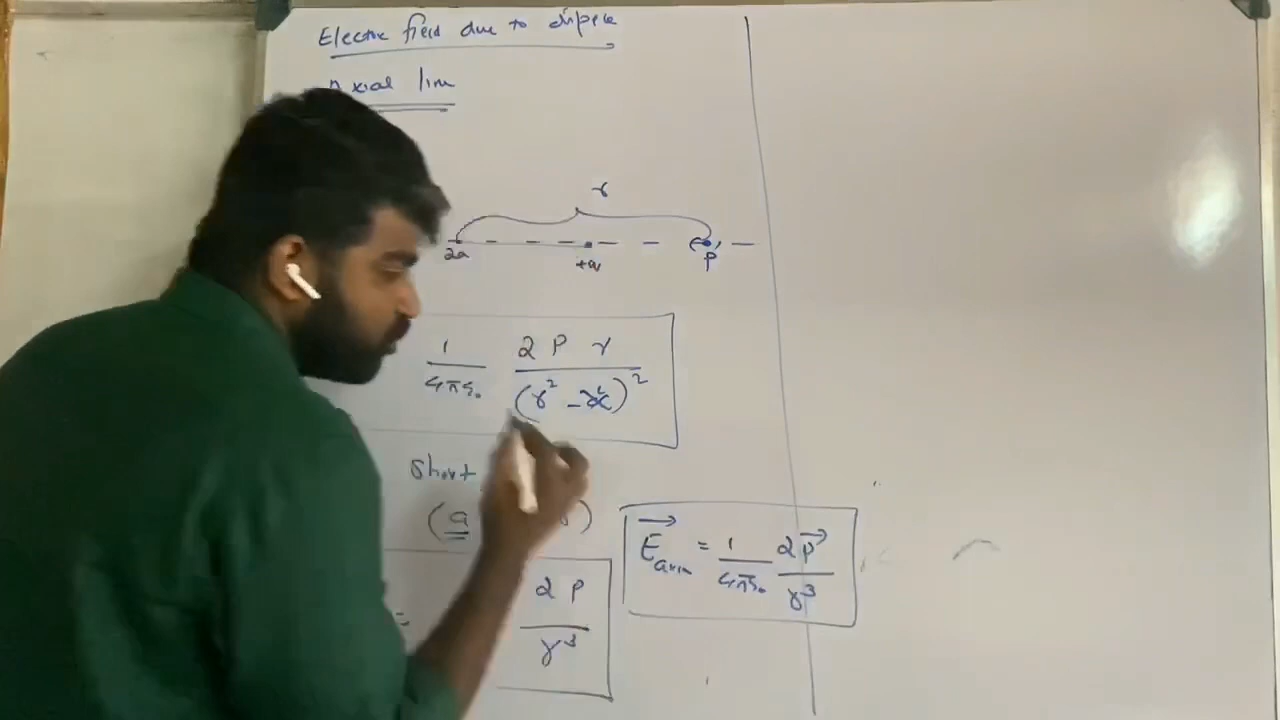 Electric field due to dipole
Axial line
r
2a +q P
1/4πε₀ 2 P r/(r² - a²)²
Short
(a
E⃗axial = 1/4πε₀ 2p⃗/r³
2 P/r³